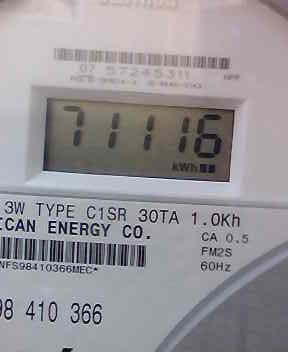 07 57245311
71116
kWh
3W TYPE C1SR 30TA 1.0Kh
ICAN ENERGY CO.
CA 0.5
FM2S
60Hz
NFS98410366MEC*
98 410 366